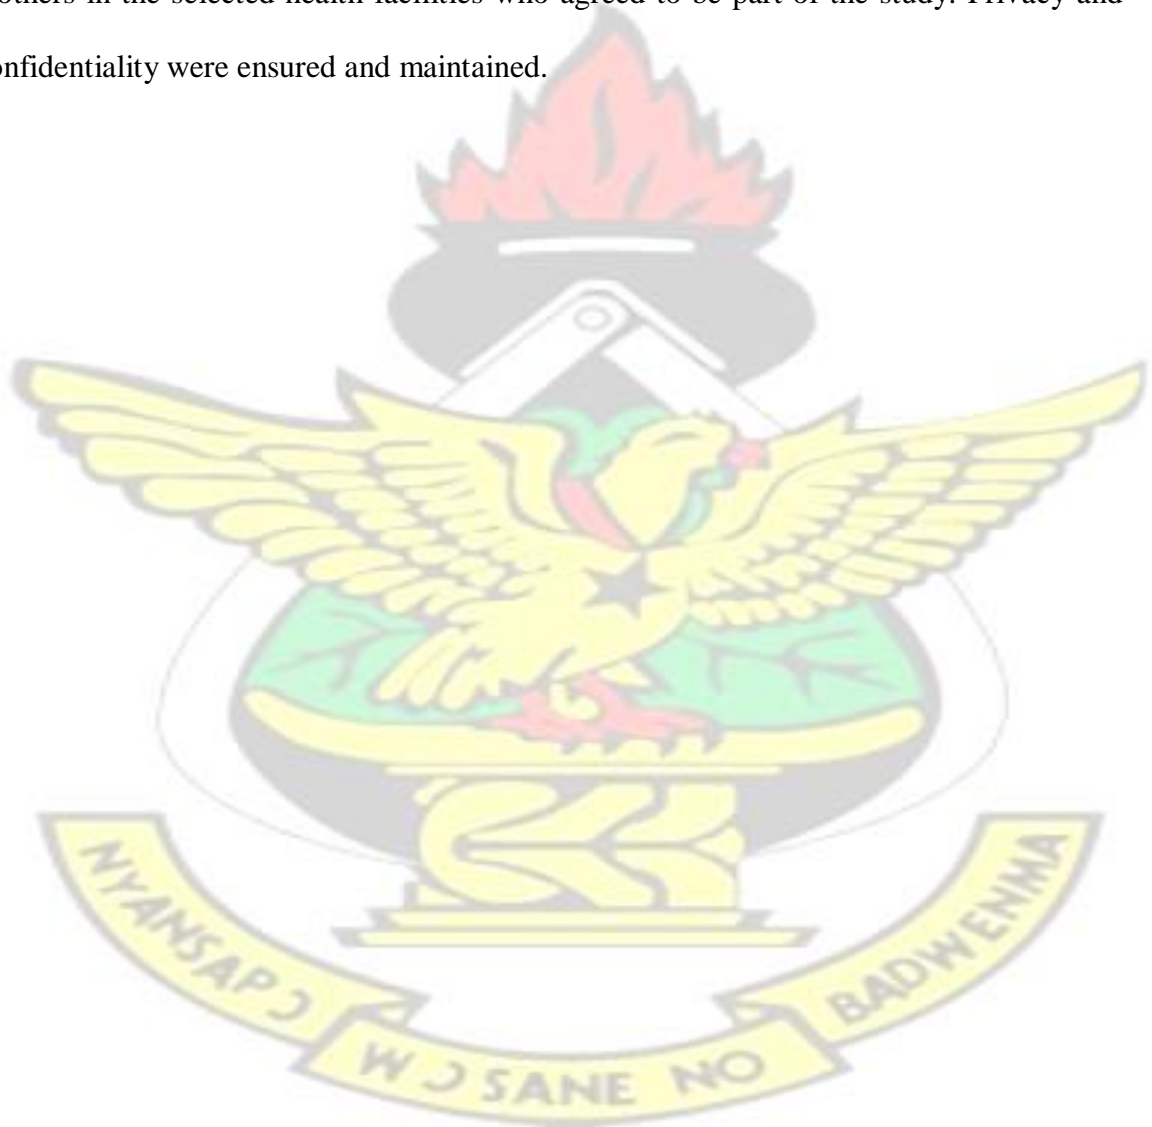 others in the selected health facilities who agreed to be part of the study. Privacy and
onfidentiality were ensured and maintained.
NYANSAPƆ
WƆSANE NO
BADWENMA